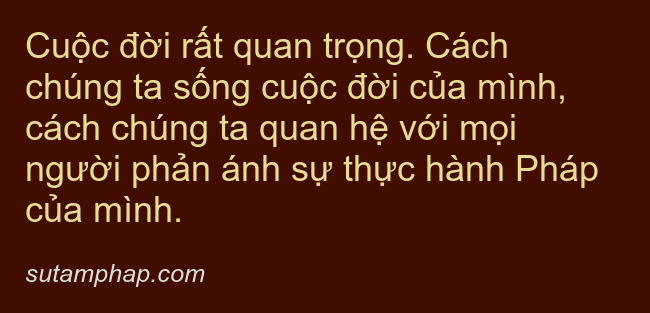 Cuộc đời rất quan trọng. Cách
chúng ta sống cuộc đời của mình,
cách chúng ta quan hệ với mọi
người phản ánh sự thực hành Pháp
của mình.
sutamphap.com